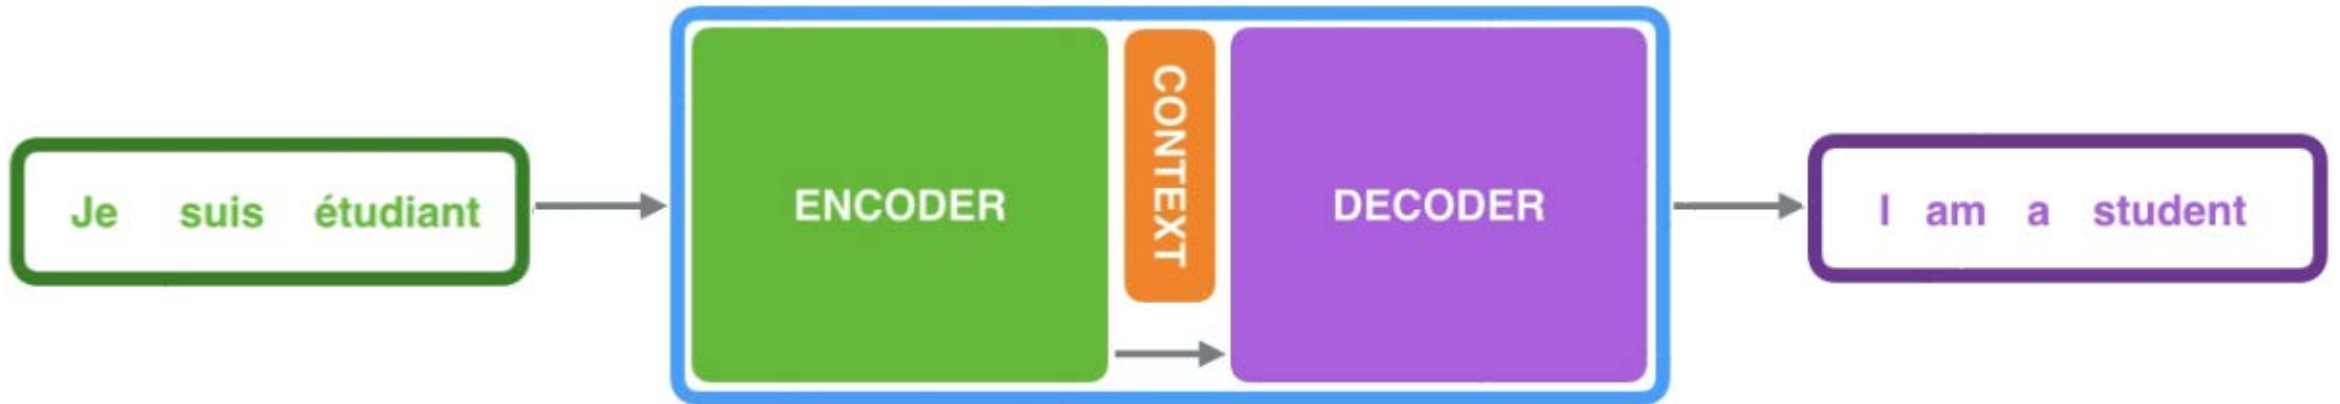 Je suis étudiant
ENCODER
CONTEXT
DECODER
I am a student